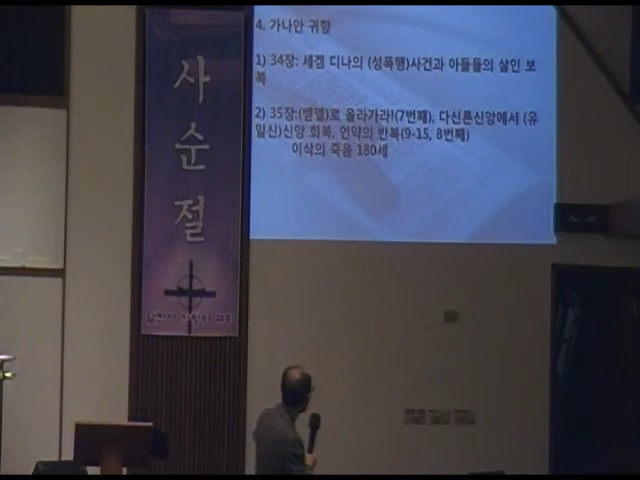 4. 가나안 귀향
1) 34장: 세겜 디나의 (성폭행)사건과 아들들의 살인 보
복
2) 35장:(벧엘)로 올라가라!(7번째), 다신론신앙에서 (유
일신)신앙 회복, 언약의 반복(9-15, 8번째)
이삭의 죽음 180세
사순절
교회